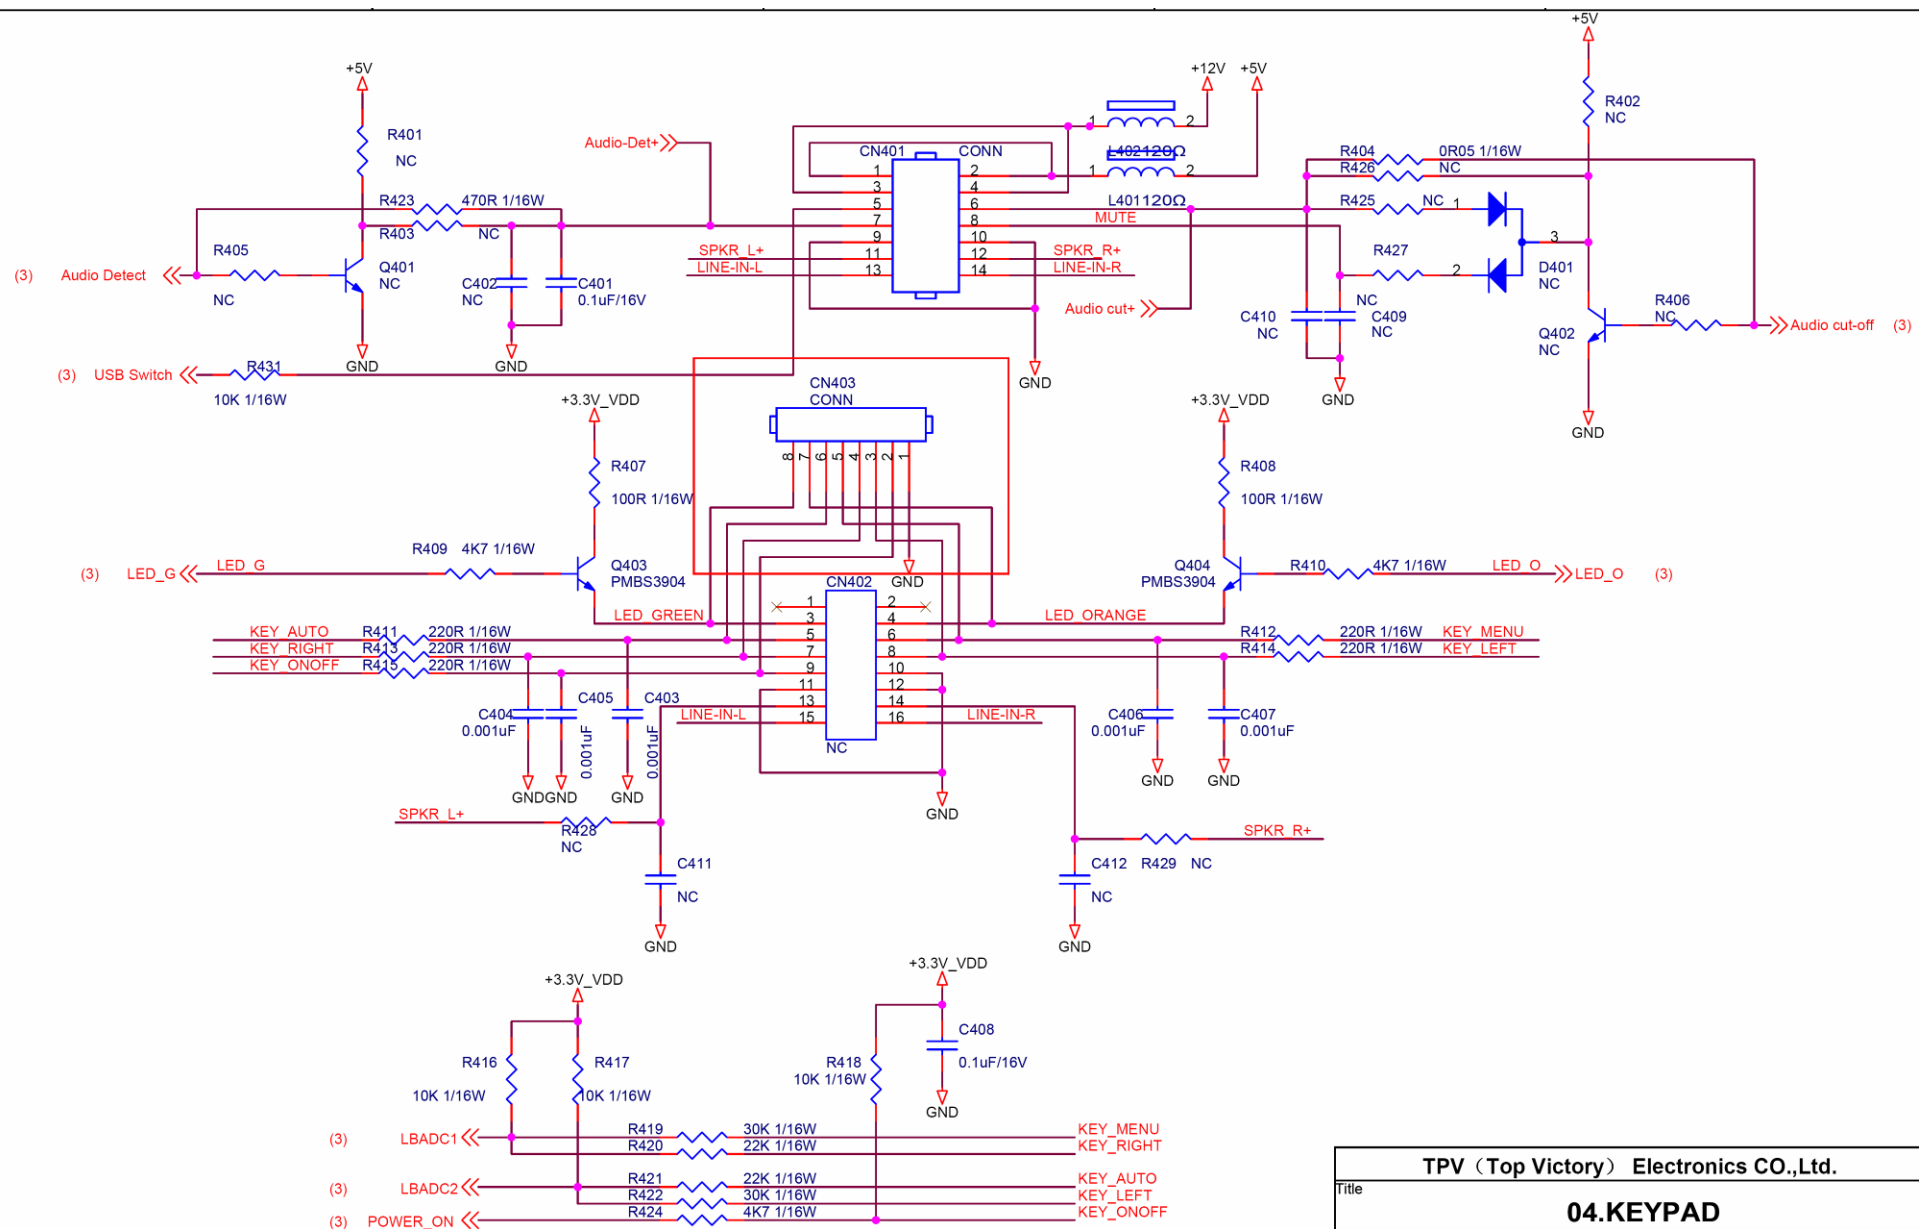 +5V
+5V
+12V
+5V
R401
NC
R402
NC
Audio-Det+
CN401
CONN
1
2
L402120Ω
1
2
L401120Ω
1
3
5
7
9
11
13
2
4
6
8
10
12
14
R404
0R05 1/16W
R426
NC
R425
NC
1
MUTE
R423
470R 1/16W
R403
NC
R405
NC
(3)
Audio Detect
Q401
NC
C402
NC
C401
0.1uF/16V
GND
GND
SPKR_L+
LINE-IN-L
SPKR_R+
LINE-IN-R
Audio cut+
R427
NC
2
3
D401
NC
C410
NC
C409
NC
GND
GND
R406
NC
Q402
NC
Audio cut-off
(3)
GND
(3)
USB Switch
R431
10K 1/16W
CN403
CONN
8
7
6
5
4
3
2
1
GND
+3.3V_VDD
R407
100R 1/16W
+3.3V_VDD
R408
100R 1/16W
(3)
LED_G
LED_G
R409
4K7 1/16W
Q403
PMBS3904
LED_GREEN
Q404
PMBS3904
R410
4K7 1/16W
LED_O
LED_O
(3)
LED_ORANGE
CN402
1
3
5
7
9
11
13
15
2
4
6
8
10
12
14
16
NC
KEY_AUTO
R411
220R 1/16W
KEY_RIGHT
R413
220R 1/16W
KEY_ONOFF
R415
220R 1/16W
R412
220R 1/16W
KEY_MENU
R414
220R 1/16W
KEY_LEFT
C404
0.001uF
C405
0.001uF
C403
0.001uF
LINE-IN-L
LINE-IN-R
C406
0.001uF
C407
0.001uF
GND
GND
GND
GND
GND
GND
SPKR_L+
R428
NC
C411
NC
GND
C412
NC
R429
NC
SPKR_R+
GND
+3.3V_VDD
+3.3V_VDD
R416
10K 1/16W
R417
10K 1/16W
R418
10K 1/16W
C408
0.1uF/16V
GND
(3)
LBADC1
R419
30K 1/16W
KEY_MENU
R420
22K 1/16W
KEY_RIGHT
(3)
LBADC2
R421
22K 1/16W
KEY_AUTO
R422
30K 1/16W
KEY_LEFT
(3)
POWER_ON
R424
4K7 1/16W
KEY_ONOFF
TPV（Top Victory） Electronics CO.,Ltd.
Title
04.KEYPAD